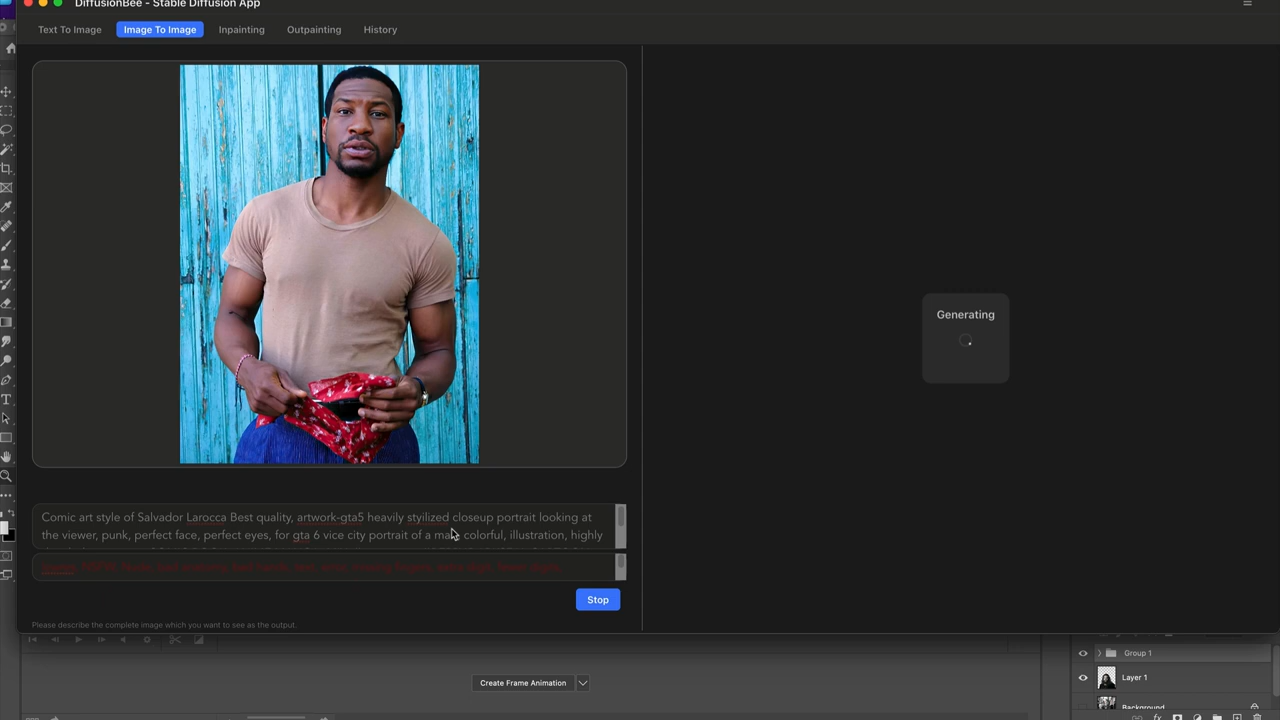 DiffusionBee - Stable Diffusion App
Text To Image
Image To Image
Inpainting
Outpainting
History
Generating
Comic art style of Salvador Larocca Best quality, artwork-gta5 heavily styilized closeup portrait looking at
the viewer, punk, perfect face, perfect eyes, for gta 6 vice city portrait of a male colorful, illustration, highly
Stop
Please describe the complete image which you want to see as the output.
Create Frame Animation
Group 1
Layer 1
Background